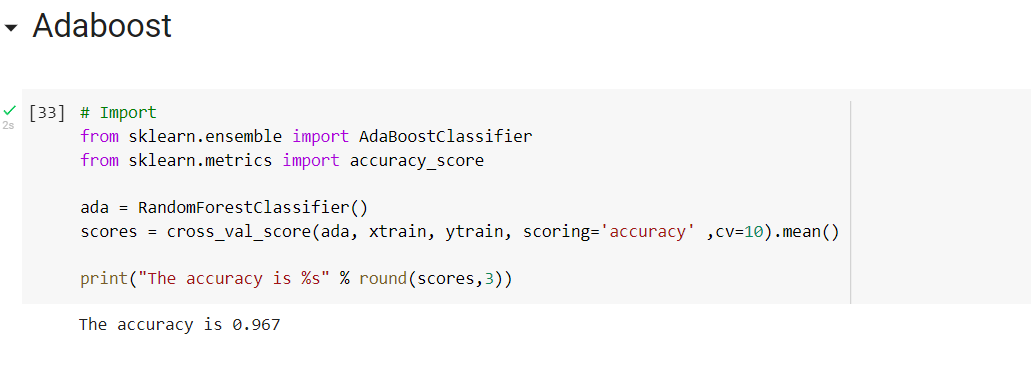 Adaboost
[33] # Import
2s
from sklearn.ensemble import AdaBoostClassifier
from sklearn.metrics import accuracy_score
ada = RandomForestClassifier()
scores = cross_val_score(ada, xtrain, ytrain, scoring='accuracy' ,cv=10).mean()
print("The accuracy is %s" % round(scores,3))
The accuracy is 0.967